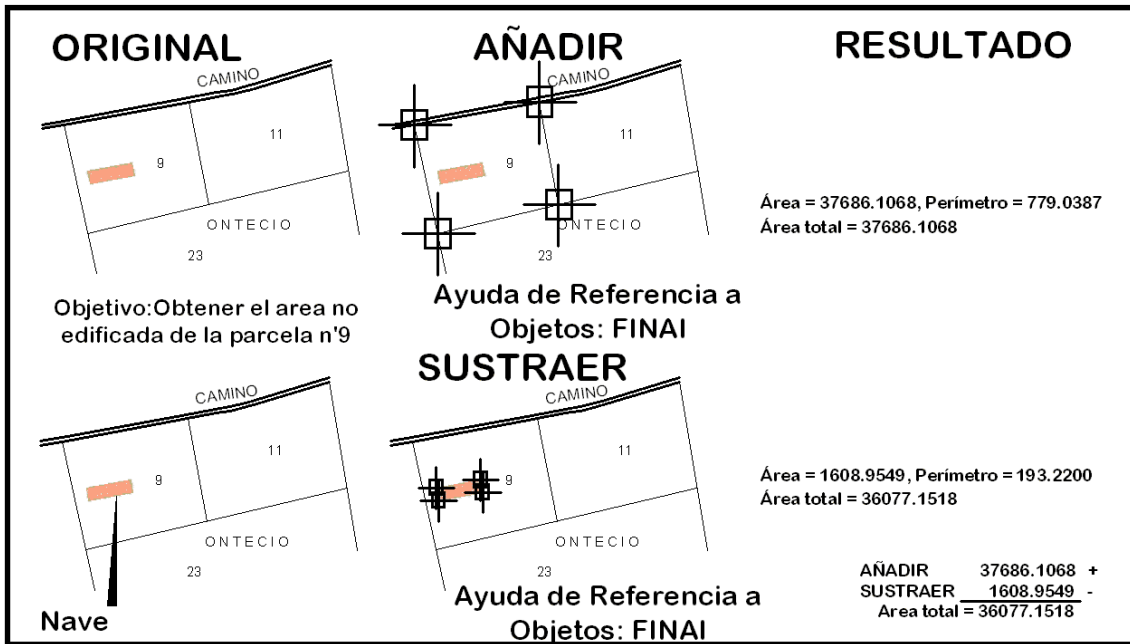 ORIGINAL
AÑADIR
RESULTADO
CAMINO
11
9
ONTECIO
23
CAMINO
11
9
ONTECIO
23
Área = 37686.1068, Perímetro = 779.0387
Área total = 37686.1068
Objetivo:Obtener el area no
edificada de la parcela n'9
Ayuda de Referencia a
Objetos: FINAl
SUSTRAER
CAMINO
11
9
ONTECIO
23
Nave
CAMINO
11
9
ONTECIO
23
Ayuda de Referencia a
Objetos: FINAl
Área = 1608.9549, Perímetro = 193.2200
Área total = 36077.1518
AÑADIR 37686.1068 +
SUSTRAER 1608.9549 -
Area total = 36077.1518